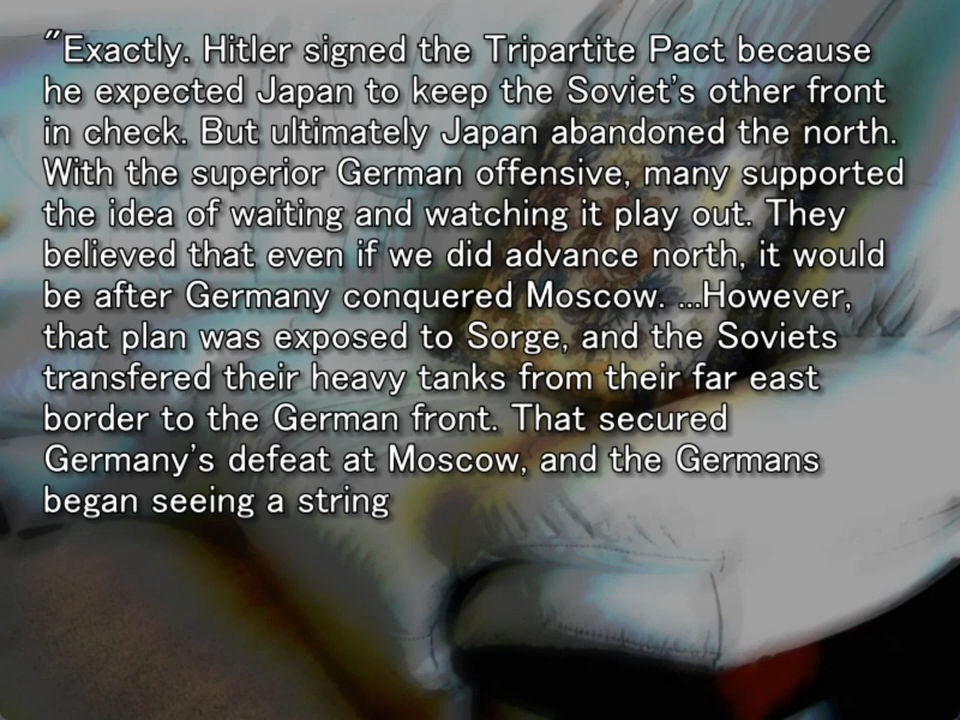 "Exactly. Hitler signed the Tripartite Pact because
he expected Japan to keep the Soviet's other front
in check. But ultimately Japan abandoned the north.
With the superior German offensive, many supported
the idea of waiting and watching it play out. They
believed that even if we did advance north, it would
be after Germany conquered Moscow. ...However,
that plan was exposed to Sorge, and the Soviets
transfered their heavy tanks from their far east
border to the German front. That secured
Germany's defeat at Moscow, and the Germans
began seeing a string